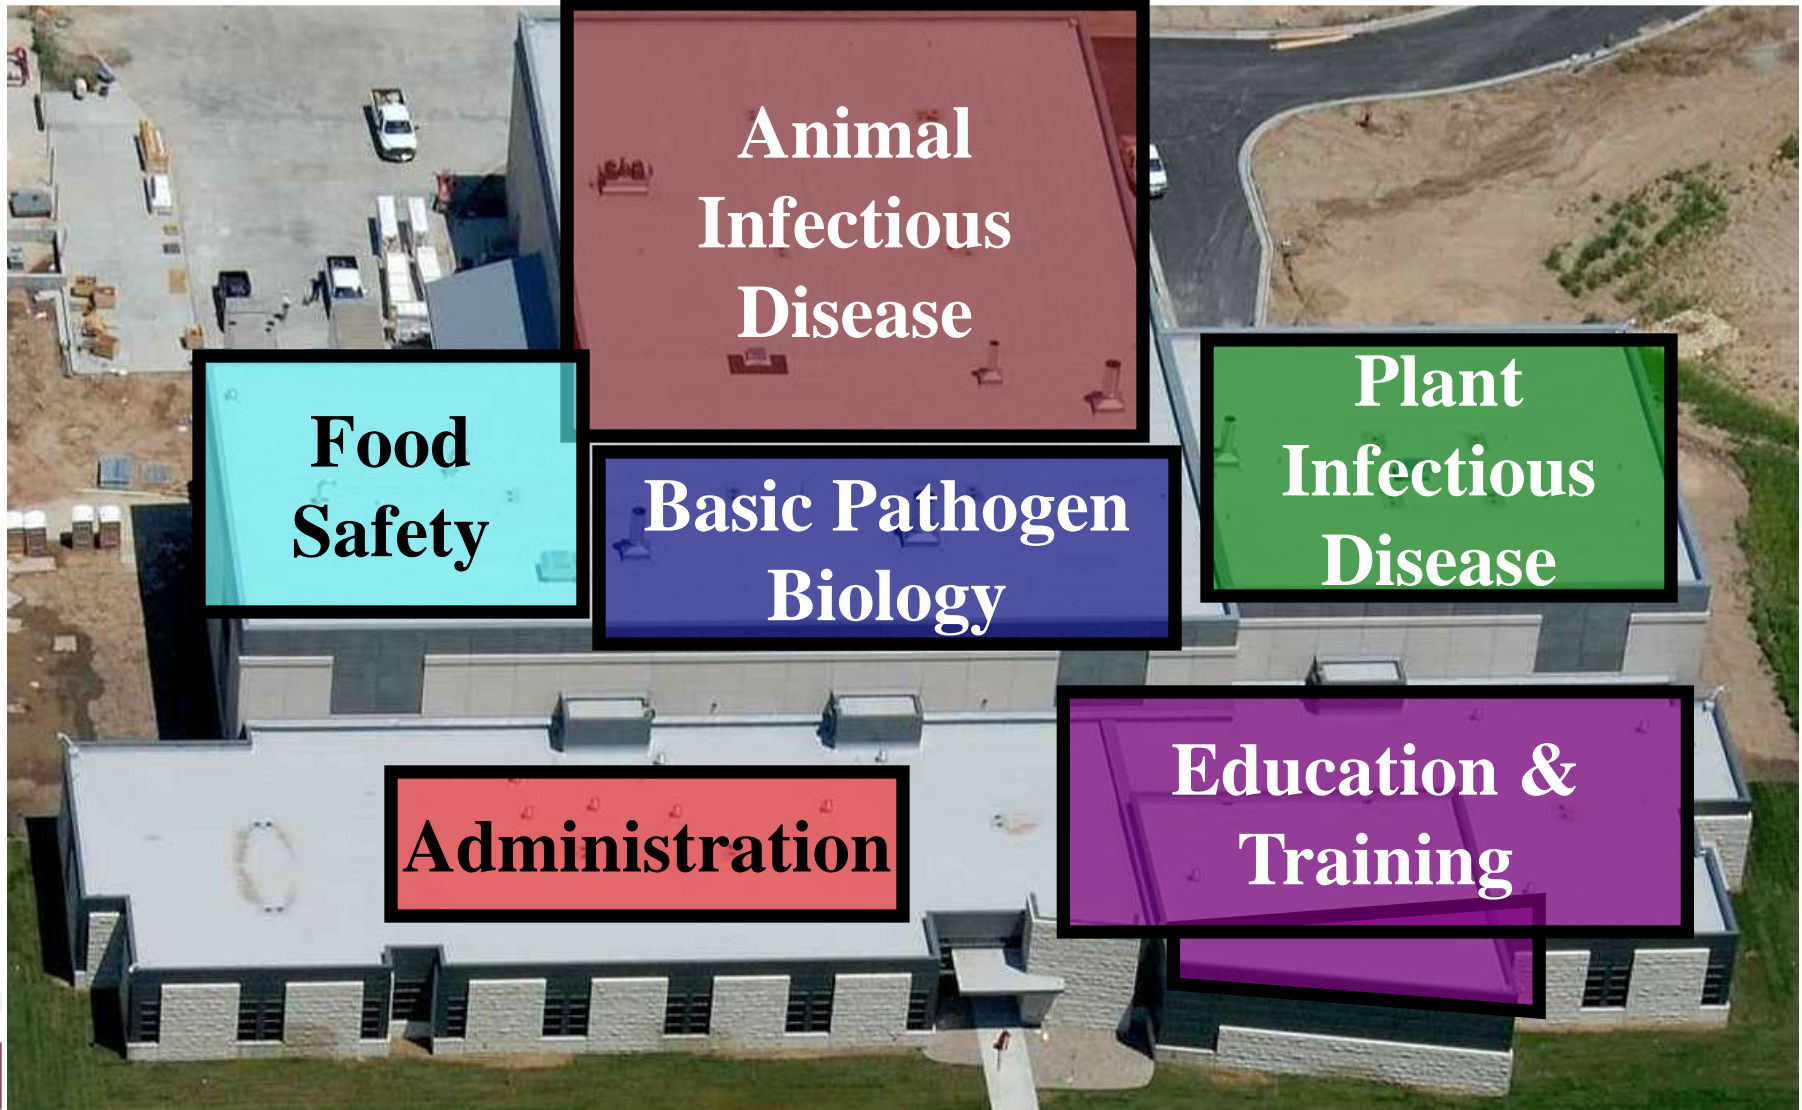 Animal
Infectious
Disease
Food
Safety
Basic Pathogen
Biology
Plant
Infectious
Disease
Administration
Education &
Training